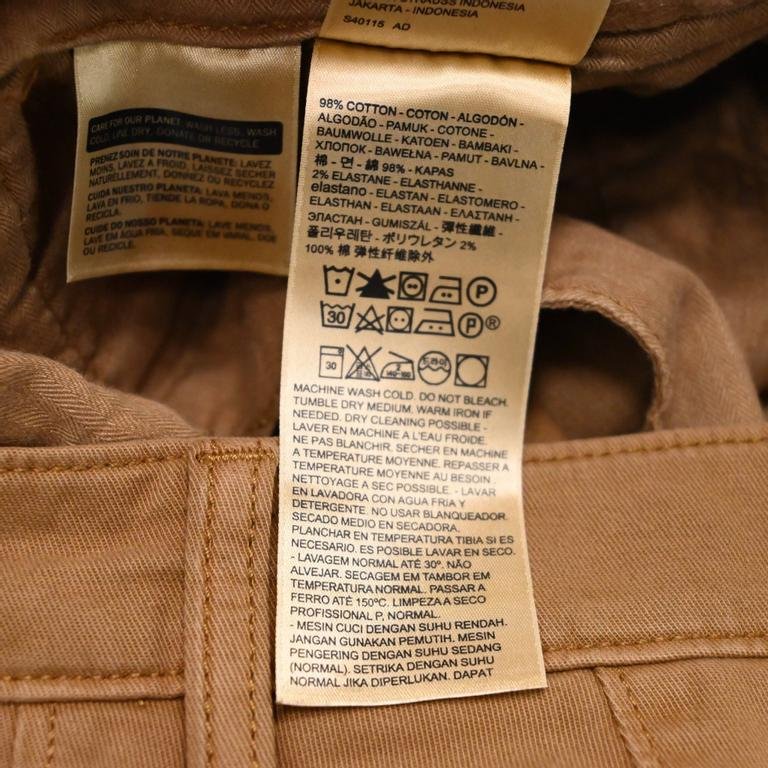 STRAUSS INDONESIA
JAKARTA - INDONESIA
S40115 AD
CARE FOR OUR PLANET: WASH LESS, WASH
COLD, LINE DRY, DONATE OR RECYCLE
PRENEZ SOIN DE NOTRE PLANETE: LAVEZ
MOINS, LAVEZ A FROID, LAISSEZ SECHER
NATURELLEMENT, DONNEZ OU RECYCLEZ
CUIDA NUESTRO PLANETA: LAVA MENOS,
LAVA EN FRIO, TIENDE LA ROPA, DONA O
RECICLA.
CUIDE DO NOSSO PLANETA: LAVE MENOS,
LAVE EM ÁGUA FRIA, SEQUE EM VARAL, DOE
OU RECICLE.
98% COTTON - COTON - ALGODÓN -
ALGODÃO - PAMUK - COTONE -
BAUMWOLLE - KATOEN - BAMBAKI -
ХЛОПОК - BAWEŁNA - PAMUT - BAVLNA -
棉 - 면 - 綿 98% - KAPAS
2% ELASTANE - ELASTHANNE -
elastano - ELASTAN - ELASTOMERO -
ELASTHAN - ELASTAAN - ΕΛΑΣΤΑΝΗ -
ЭЛАСТАН - GUMISZÁL - 彈性纖維 -
폴리우레탄 - ポリウレタン 2%
100% 棉 弹性纤维除外
P
30 P ®
30 드라이
MACHINE WASH COLD. DO NOT BLEACH.
TUMBLE DRY MEDIUM. WARM IRON IF
NEEDED. DRY CLEANING POSSIBLE -
LAVER EN MACHINE A L'EAU FROIDE.
NE PAS BLANCHIR. SECHER EN MACHINE
A TEMPERATURE MOYENNE. REPASSER A
TEMPERATURE MOYENNE AU BESOIN.
NETTOYAGE A SEC POSSIBLE. - LAVAR
EN LAVADORA CON AGUA FRIA Y
DETERGENTE. NO USAR BLANQUEADOR.
SECADO MEDIO EN SECADORA.
PLANCHAR EN TEMPERATURA TIBIA SI ES
NECESARIO. ES POSIBLE LAVAR EN SECO.
- LAVAGEM NORMAL ATÉ 30º. NÃO
ALVEJAR. SECAGEM EM TAMBOR EM
TEMPERATURA NORMAL. PASSAR A
FERRO ATÉ 150ºC. LIMPEZA A SECO
PROFISSIONAL P, NORMAL.
- MESIN CUCI DENGAN SUHU RENDAH.
JANGAN GUNAKAN PEMUTIH. MESIN
PENGERING DENGAN SUHU SEDANG
(NORMAL). SETRIKA DENGAN SUHU
NORMAL JIKA DIPERLUKAN. DAPAT